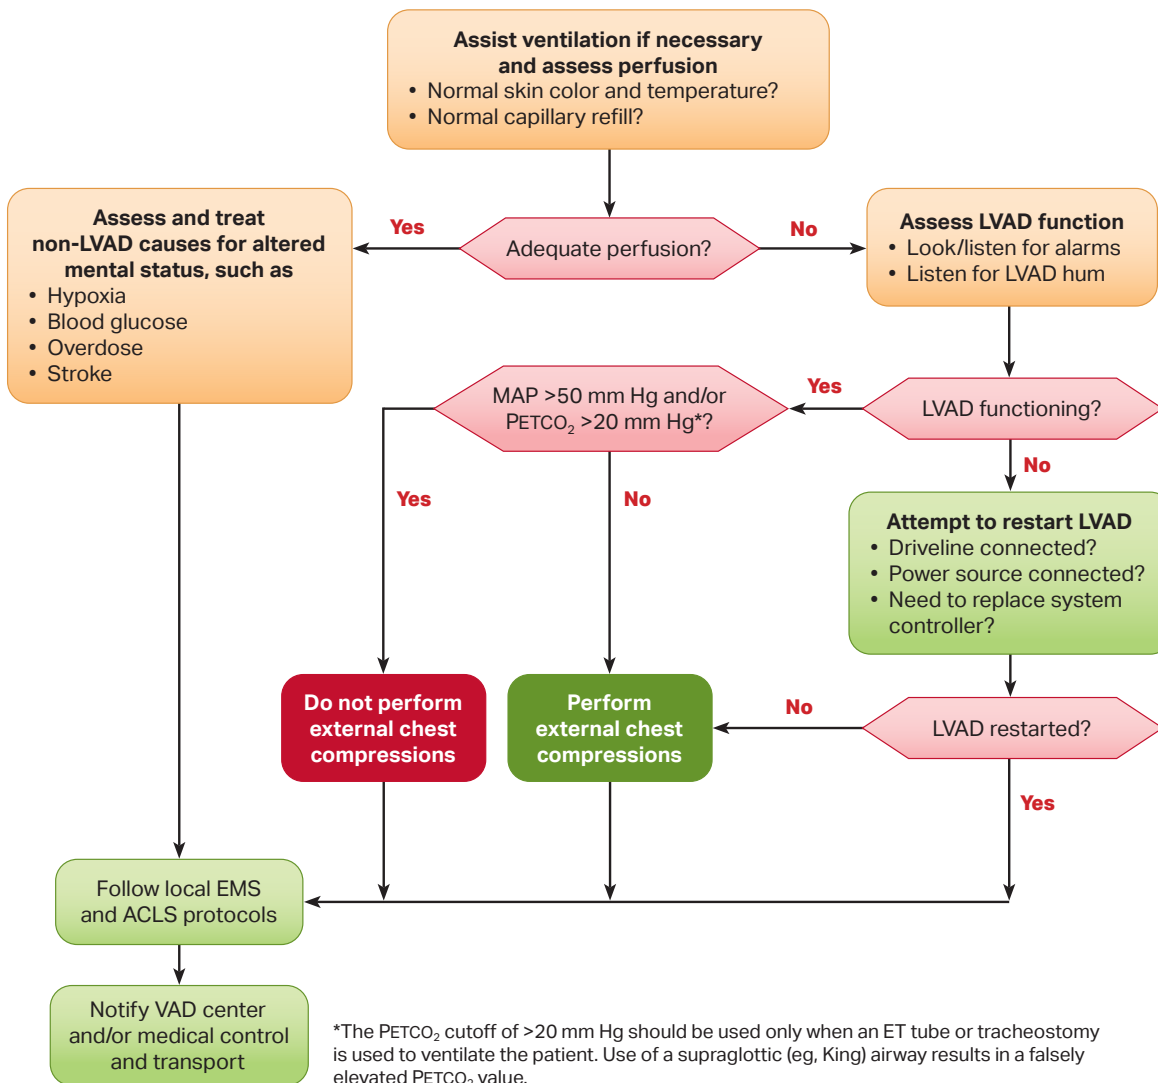 Assist ventilation if necessary
and assess perfusion
• Normal skin color and temperature?
• Normal capillary refill?
Adequate perfusion?
Yes
No
Assess and treat
non-LVAD causes for altered
mental status, such as
• Hypoxia
• Blood glucose
• Overdose
• Stroke
Assess LVAD function
• Look/listen for alarms
• Listen for LVAD hum
LVAD functioning?
Yes
No
MAP >50 mm Hg and/or
PETCO₂ >20 mm Hg*?
Yes
No
Attempt to restart LVAD
• Driveline connected?
• Power source connected?
• Need to replace system
controller?
Do not perform
external chest
compressions
Perform
external chest
compressions
No
LVAD restarted?
Yes
Follow local EMS
and ACLS protocols
Notify VAD center
and/or medical control
and transport
*The PETCO₂ cutoff of >20 mm Hg should be used only when an ET tube or tracheostomy
is used to ventilate the patient. Use of a supraglottic (eg, King) airway results in a falsely
elevated PETCO₂ value.